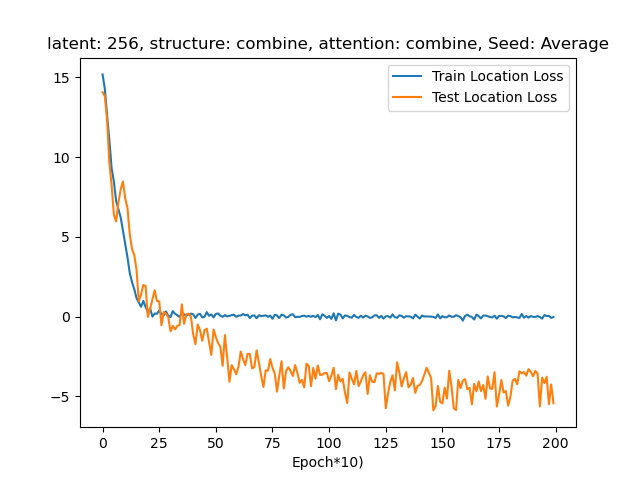 latent: 256, structure: combine, attention: combine, Seed: Average
Train Location Loss
Test Location Loss
15
10
5
0
−5
0 25 50 75 100 125 150 175 200
Epoch*10)